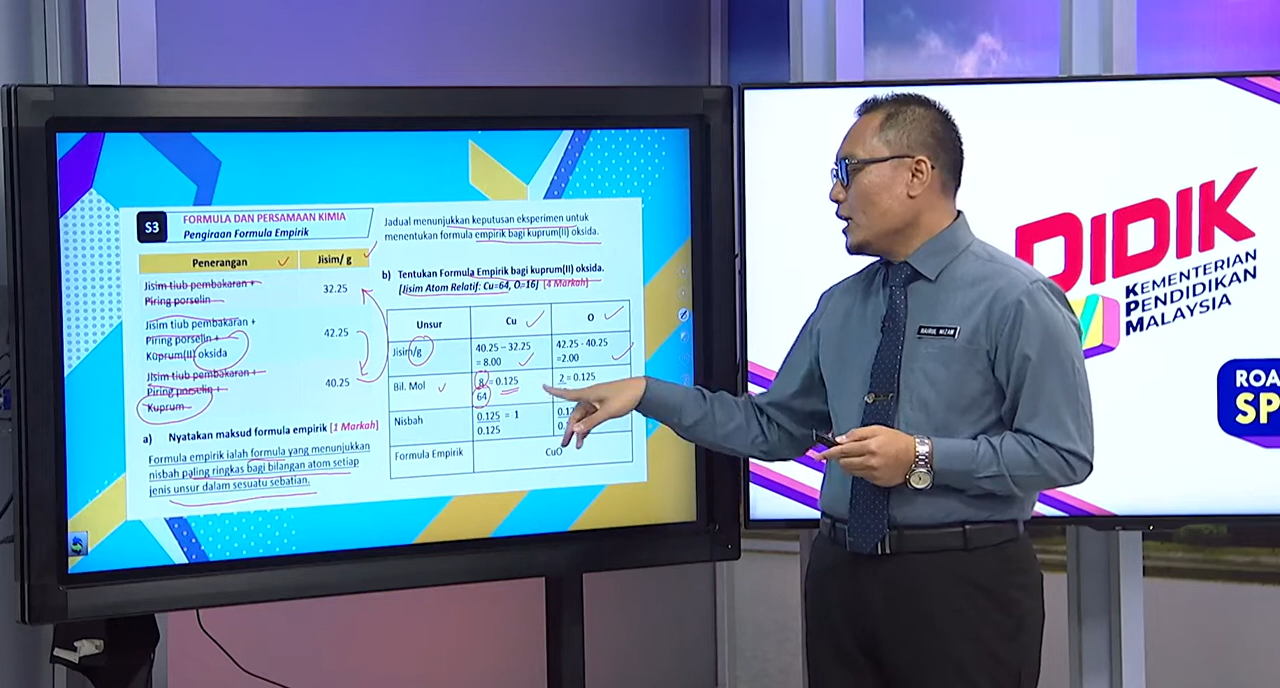 S3
FORMULA DAN PERSAMAAN KIMIA
Pengiraan Formula Empirik
Penerangan
Jisim/ g
Jisim tiub pembakaran +
Piring porselin
32.25
Jisim tiub pembakaran +
Piring porselin +
Kuprum(II) oksida
42.25
Jisim tiub pembakaran +
Piring porselin +
Kuprum
40.25
a) Nyatakan maksud formula empirik [1 Markah]
Formula empirik ialah formula yang menunjukkan
nisbah paling ringkas bagi bilangan atom setiap
jenis unsur dalam sesuatu sebatian.
Jadual menunjukkan keputusan eksperimen untuk
menentukan formula empirik bagi kuprum(II) oksida.
b) Tentukan Formula Empirik bagi kuprum(II) oksida.
[Jisim Atom Relatif: Cu=64, O=16] [4 Markah]
Unsur
Cu
O
Jisim/g
40.25 – 32.25
= 8.00
42.25 - 40.25
=2.00
Bil. Mol
8 = 0.125
64
2 = 0.125
Nisbah
0.125 = 1
0.125
Formula Empirik
CuO
DIDIK
KEMENTERIAN
PENDIDIKAN
MALAYSIA
HAIRUL NIZAM